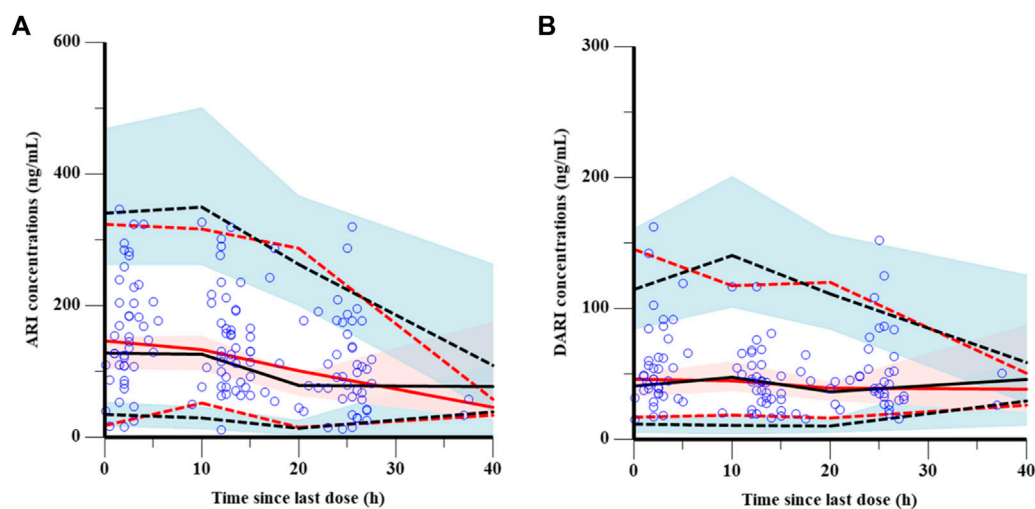 A
600
400
200
0
ARI concentrations (ng/mL)
0 10 20 30 40
Time since last dose (h)
B
300
200
100
0
DARI concentrations (ng/mL)
0 10 20 30 40
Time since last dose (h)